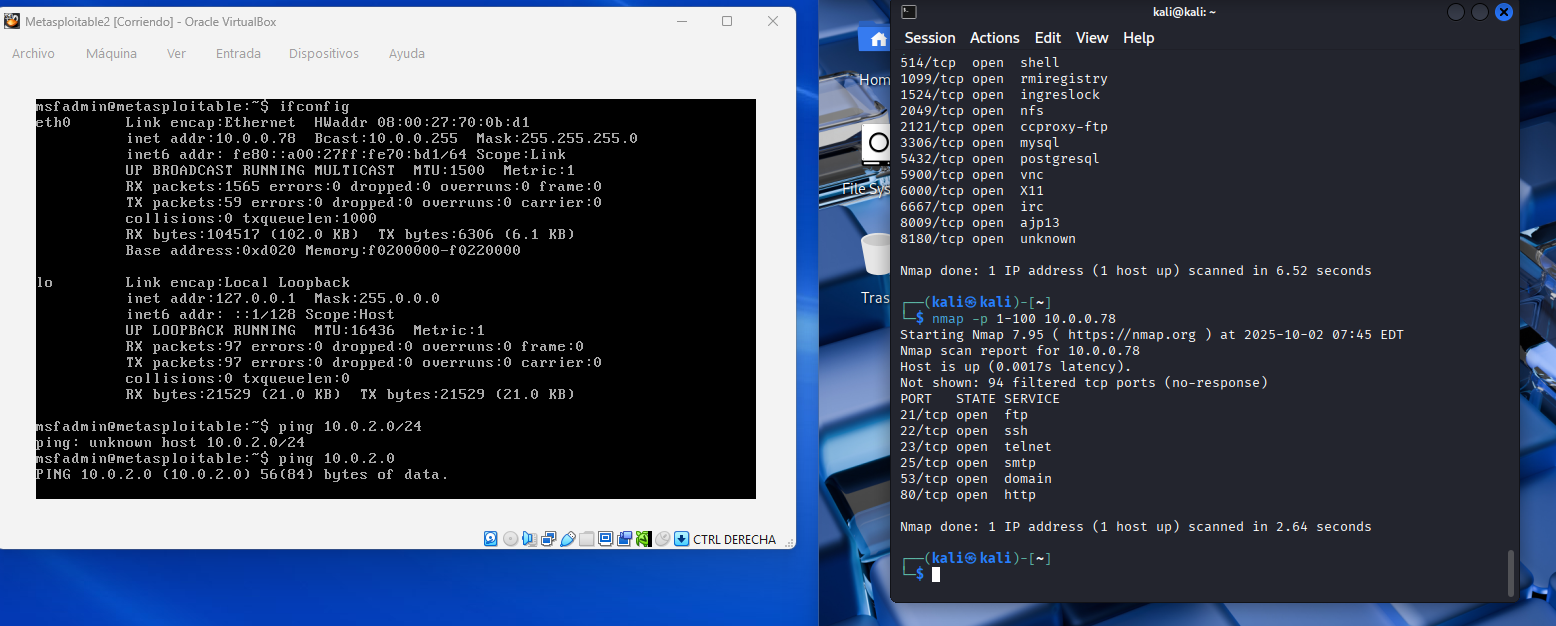 Metasploitable2 [Corriendo] - Oracle VirtualBox
Archivo Máquina Ver Entrada Dispositivos Ayuda
msfadmin@metasploitable:~$ ifconfig
eth0 Link encap:Ethernet HWaddr 08:00:27:70:0b:d1
inet addr:10.0.0.78 Bcast:10.0.0.255 Mask:255.255.255.0
inet6 addr: fe80::a00:27ff:fe70:bd1/64 Scope:Link
UP BROADCAST RUNNING MULTICAST MTU:1500 Metric:1
RX packets:1565 errors:0 dropped:0 overruns:0 frame:0
TX packets:59 errors:0 dropped:0 overruns:0 carrier:0
collisions:0 txqueuelen:1000
RX bytes:104517 (102.0 KB) TX bytes:6306 (6.1 KB)
Base address:0xd020 Memory:f0200000-f0220000
lo Link encap:Local Loopback
inet addr:127.0.0.1 Mask:255.0.0.0
inet6 addr: ::1/128 Scope:Host
UP LOOPBACK RUNNING MTU:16436 Metric:1
RX packets:97 errors:0 dropped:0 overruns:0 frame:0
TX packets:97 errors:0 dropped:0 overruns:0 carrier:0
collisions:0 txqueuelen:0
RX bytes:21529 (21.0 KB) TX bytes:21529 (21.0 KB)
msfadmin@metasploitable:~$ ping 10.0.2.0/24
ping: unknown host 10.0.2.0/24
msfadmin@metasploitable:~$ ping 10.0.2.0
PING 10.0.2.0 (10.0.2.0) 56(84) bytes of data.
CTRL DERECHA
Hom
File Sys
Tras
kali@kali: ~
Session Actions Edit View Help
514/tcp open shell
1099/tcp open rmiregistry
1524/tcp open ingreslock
2049/tcp open nfs
2121/tcp open ccproxy-ftp
3306/tcp open mysql
5432/tcp open postgresql
5900/tcp open vnc
6000/tcp open X11
6667/tcp open irc
8009/tcp open ajp13
8180/tcp open unknown
Nmap done: 1 IP address (1 host up) scanned in 6.52 seconds
┌──(kali㉿kali)-[~]
└─$ nmap -p 1-100 10.0.0.78
Starting Nmap 7.95 ( https://nmap.org ) at 2025-10-02 07:45 EDT
Nmap scan report for 10.0.0.78
Host is up (0.0017s latency).
Not shown: 94 filtered tcp ports (no-response)
PORT STATE SERVICE
21/tcp open ftp
22/tcp open ssh
23/tcp open telnet
25/tcp open smtp
53/tcp open domain
80/tcp open http
Nmap done: 1 IP address (1 host up) scanned in 2.64 seconds
┌──(kali㉿kali)-[~]
└─$